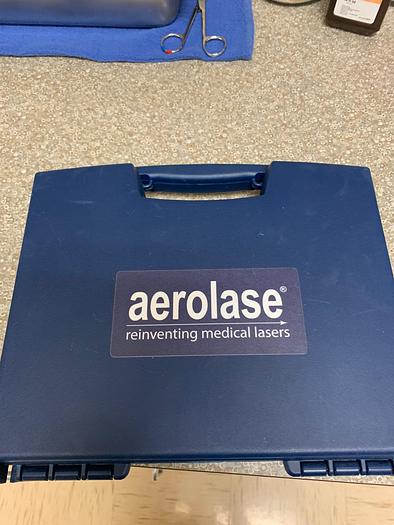 aerolase®
reinventing medical lasers